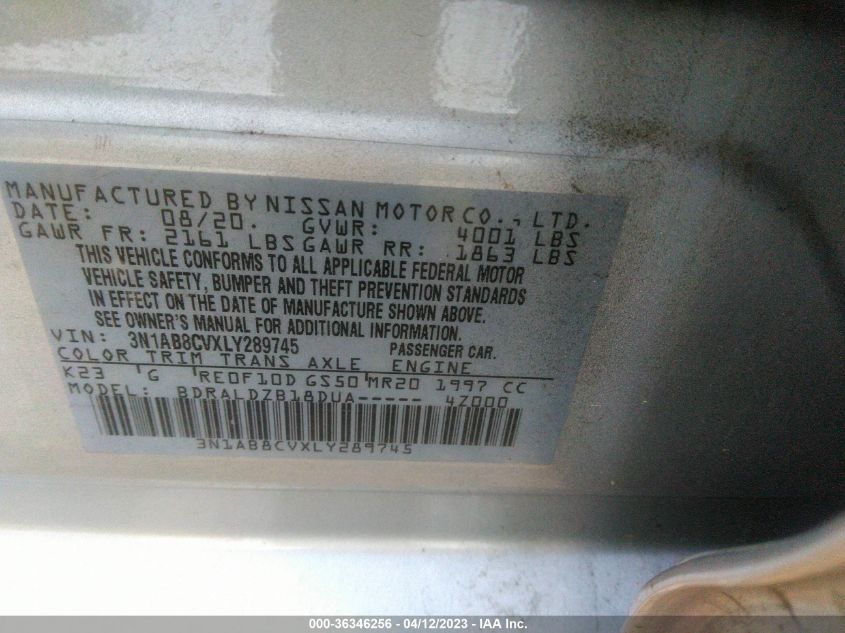 MANUFACTURED BY NISSAN MOTOR CO., LTD.
DATE: 08/20. GVWR: 4001 LBS
GAWR FR: 2161 LBS GAWR RR: 1863 LBS
THIS VEHICLE CONFORMS TO ALL APPLICABLE FEDERAL MOTOR
VEHICLE SAFETY, BUMPER AND THEFT PREVENTION STANDARDS
IN EFFECT ON THE DATE OF MANUFACTURE SHOWN ABOVE.
SEE OWNER'S MANUAL FOR ADDITIONAL INFORMATION.
VIN: 3N1AB8CVXLY289745 PASSENGER CAR.
COLOR TRIM TRANS AXLE ENGINE
K23 'G 'RE0F10D GS50'MR20 1997 CC
MODEL: BDRALDZB18DUA----- 4Z000
3N1AB8CVXLY289745
000-36346256 - 04/12/2023 - IAA Inc.